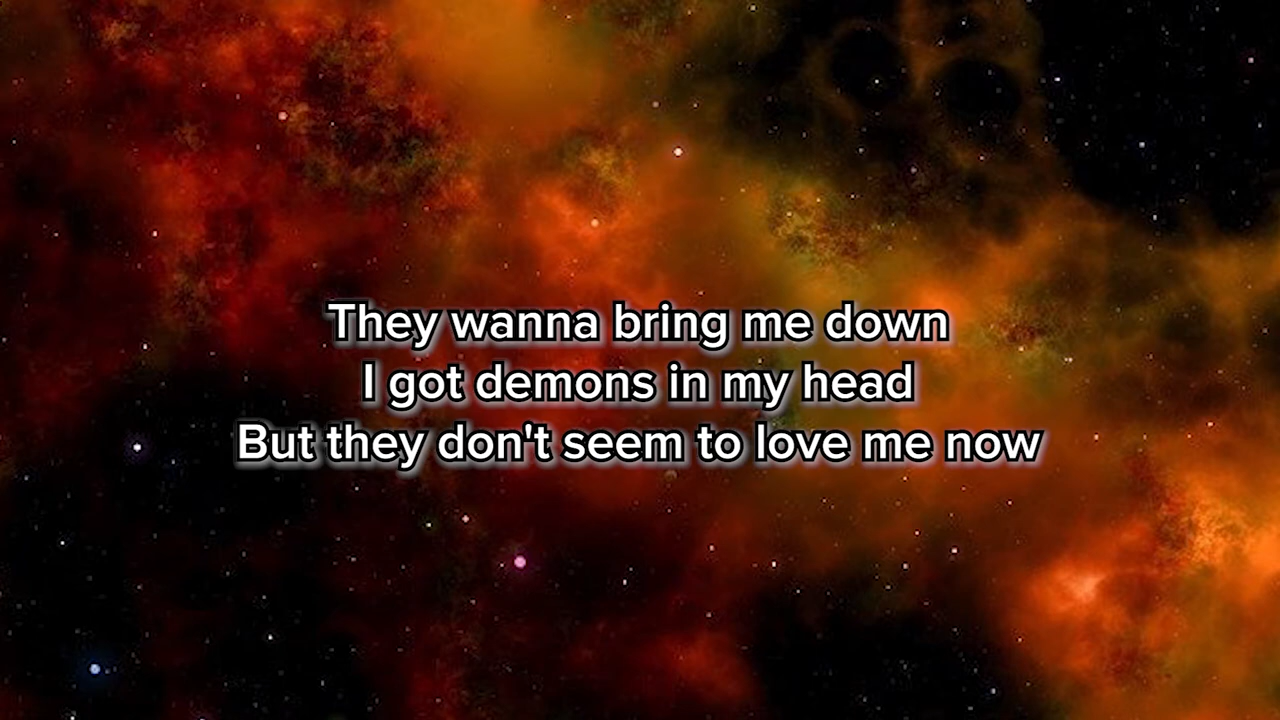 They wanna bring me down
I got demons in my head
But they don't seem to love me now